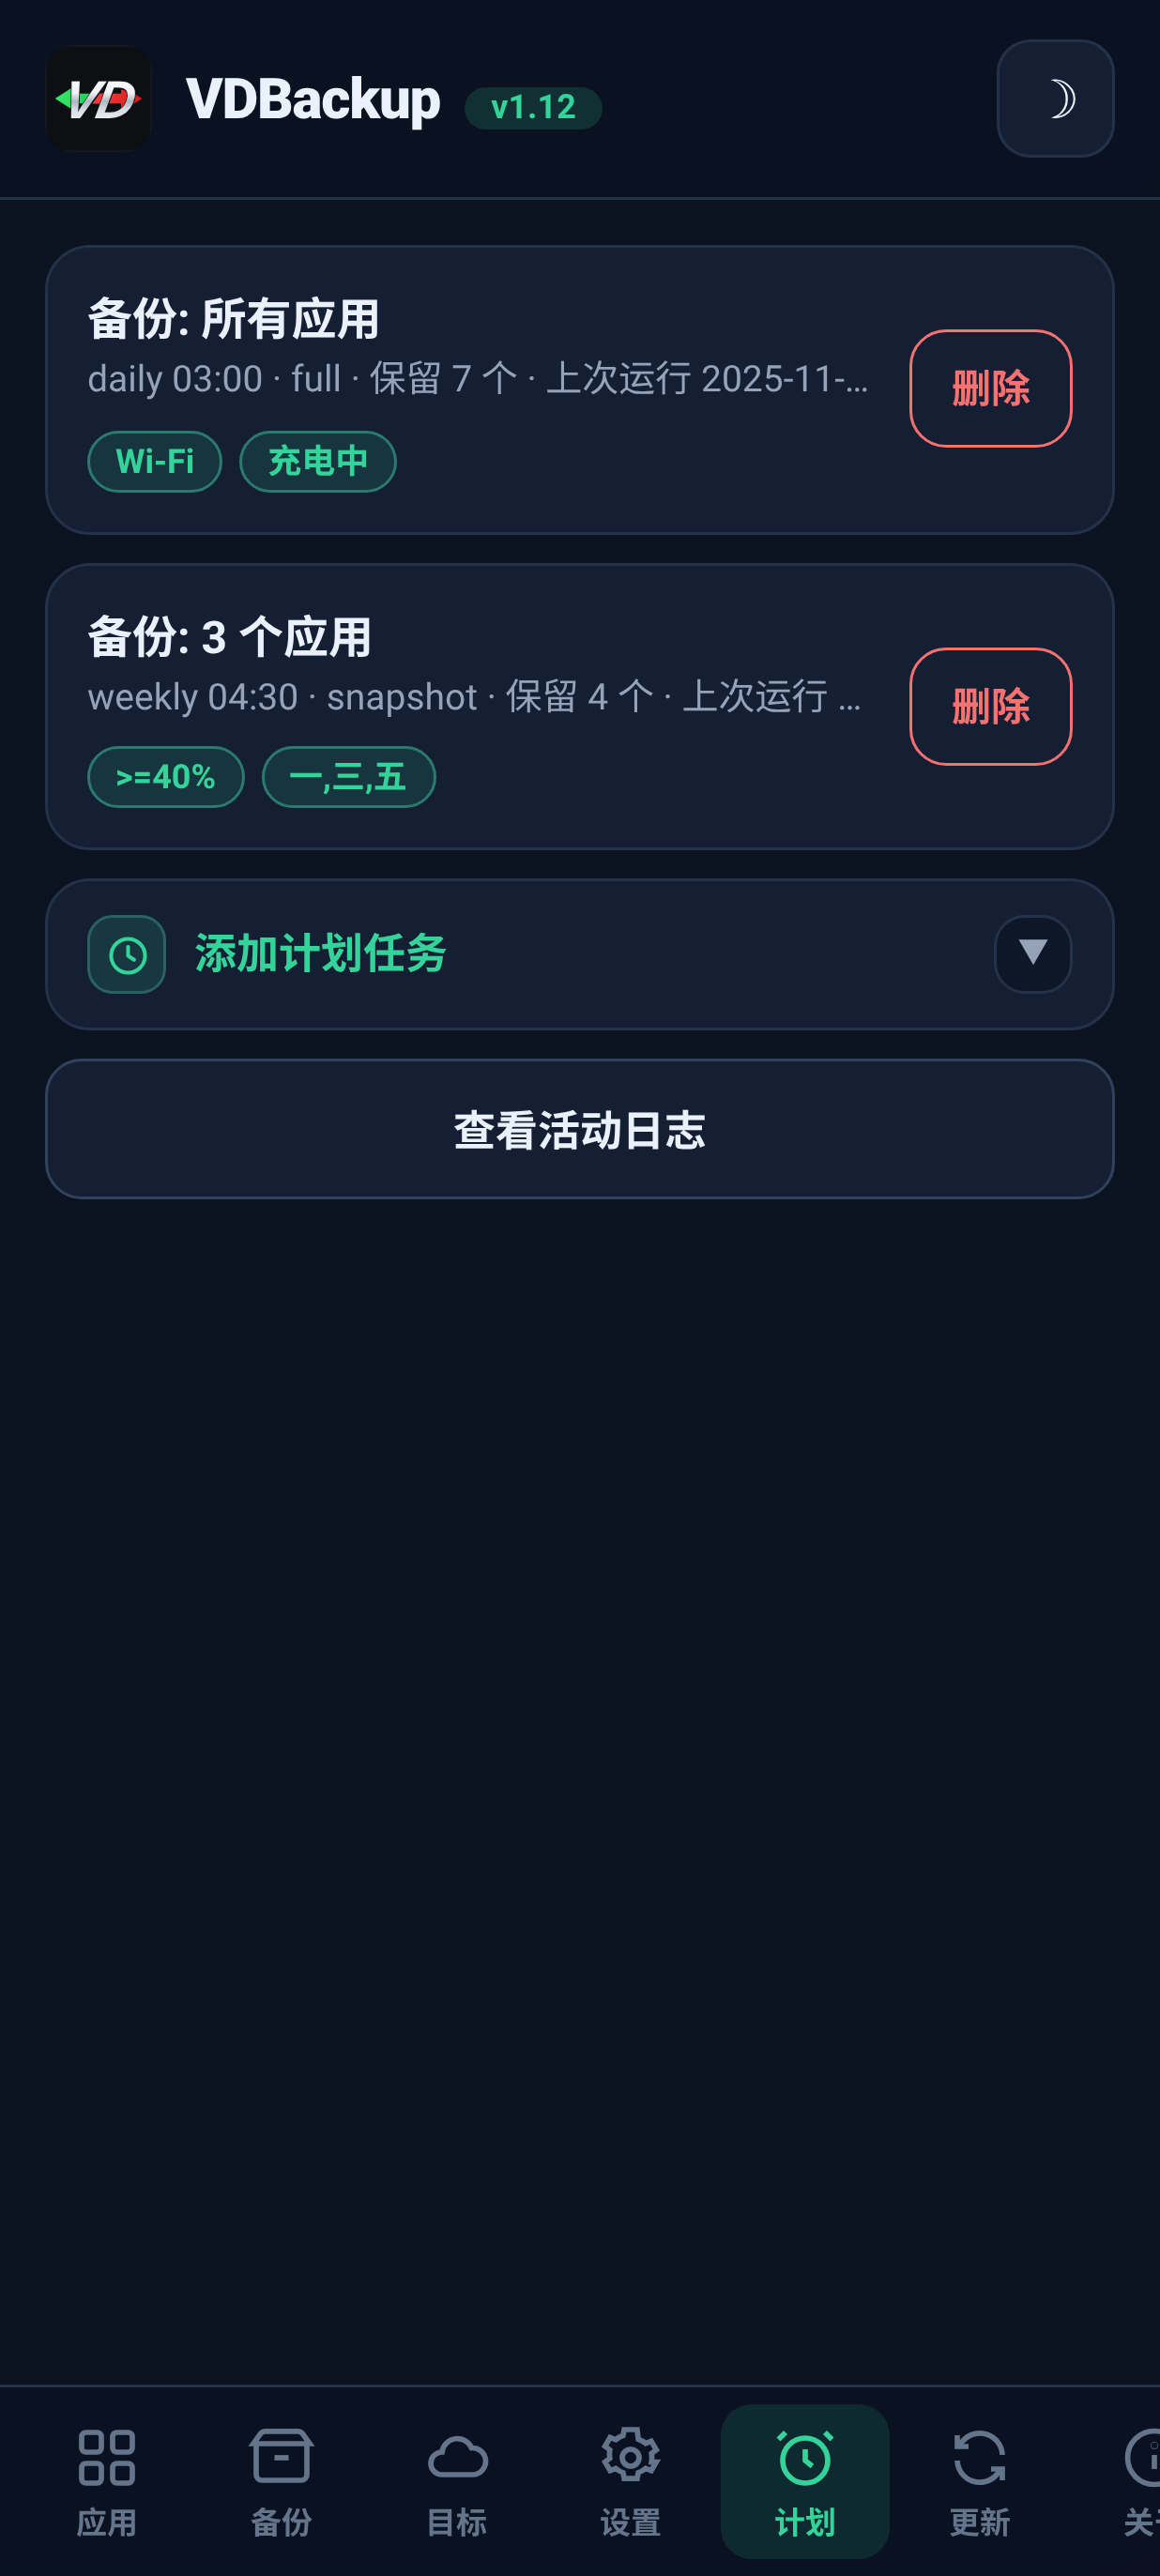 VD
VDBackup v1.12
备份: 所有应用
daily 03:00 · full · 保留 7 个 · 上次运行 2025-11-…
Wi-Fi 充电中
删除
备份: 3 个应用
weekly 04:30 · snapshot · 保留 4 个 · 上次运行 …
>=40% 一,三,五
删除
添加计划任务
查看活动日志
应用 备份 目标 设置 计划 更新 关